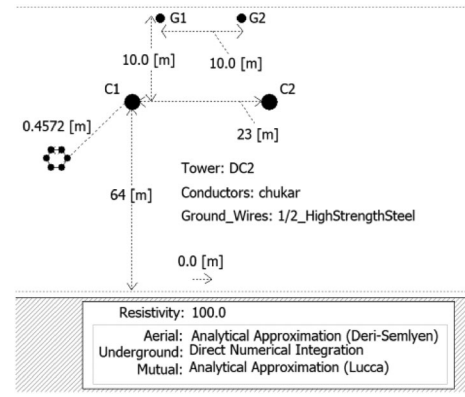 G1
G2
10.0 [m]
10.0 [m]
C1
C2
0.4572 [m]
23 [m]
Tower: DC2
64 [m]
Conductors: chukar
Ground_Wires: 1/2_HighStrengthSteel
0.0 [m]
Resistivity: 100.0
Aerial: Analytical Approximation (Deri-Semlyen)
Underground: Direct Numerical Integration
Mutual: Analytical Approximation (Lucca)